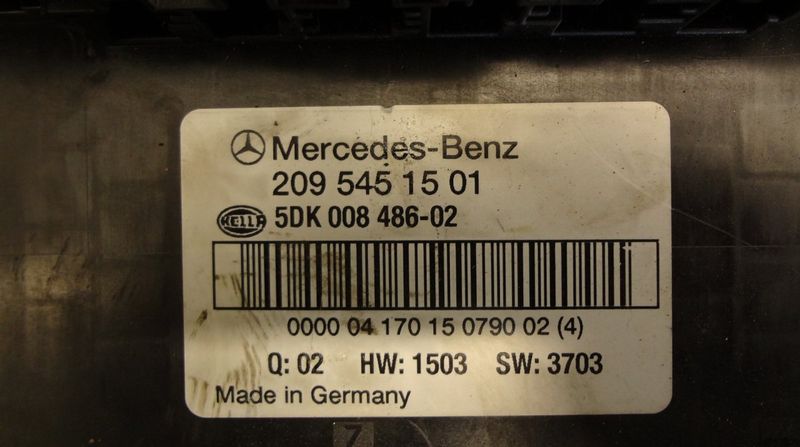 Mercedes-Benz
209 545 15 01
HELLA 5DK 008 486-02
0000 04 170 15 0790 02 (4)
Q: 02 HW: 1503 SW: 3703
Made in Germany
7